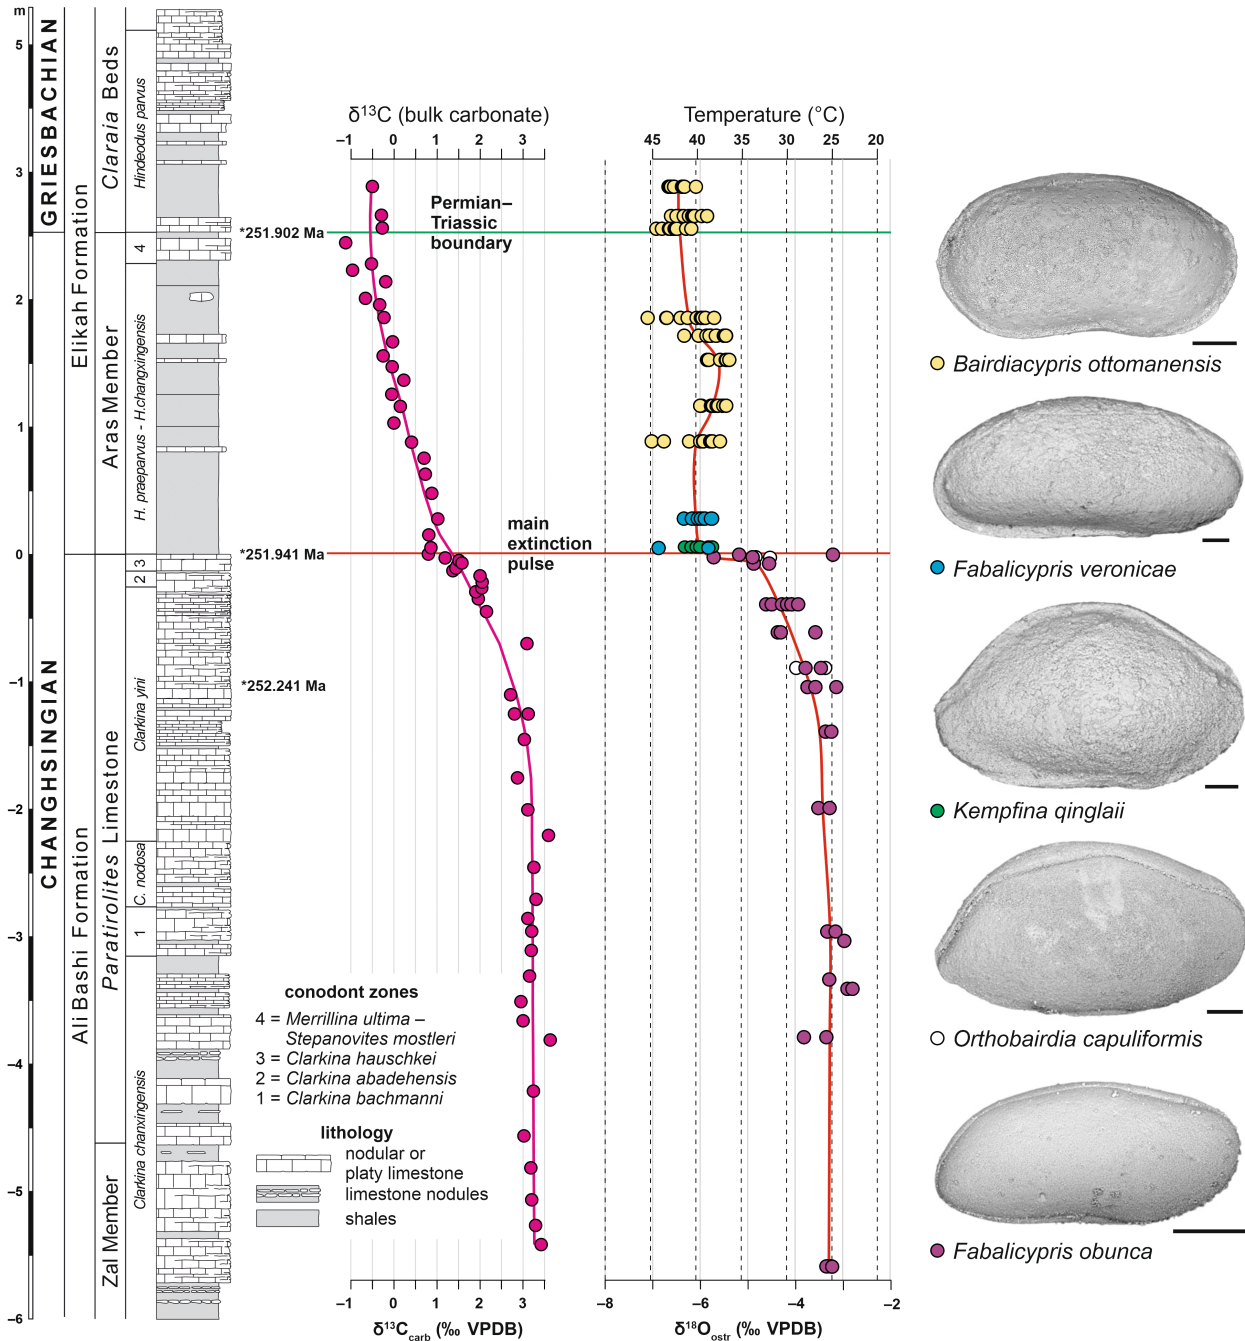 m
5
3
2
1
0
–1
–2
–3
–4
–5
–6
GRIESBACHIAN
CHANGHSINGIAN
Elikah Formation
Ali Bashi Formation
Claraia Beds
Aras Member
Paratirolites Limestone
Zal Member
Hindeodus parvus
4
H. praeparvus - H.changxingensis
3
2
Clarkina yini
C. nodosa
1
Clarkina chanxingensis
*251.902 Ma
*251.941 Ma
*252.241 Ma
δ13C (bulk carbonate)
–1 0 1 2 3
Permian–
Triassic
boundary
main
extinction
pulse
Temperature (°C)
45 40 35 30 25 20
conodont zones
4 = Merrillina ultima –
Stepanovites mostleri
3 = Clarkina hauschkei
2 = Clarkina abadehensis
1 = Clarkina bachmanni
lithology
nodular or
platy limestone
limestone nodules
shales
–1 0 1 2 3
δ13Ccarb (‰ VPDB)
–8 –6 –4 –2
δ18Oostr (‰ VPDB)
Bairdiacypris ottomanensis
Fabalicypris veronicae
Kempfina qinglaii
Orthobairdia capuliformis
Fabalicypris obunca